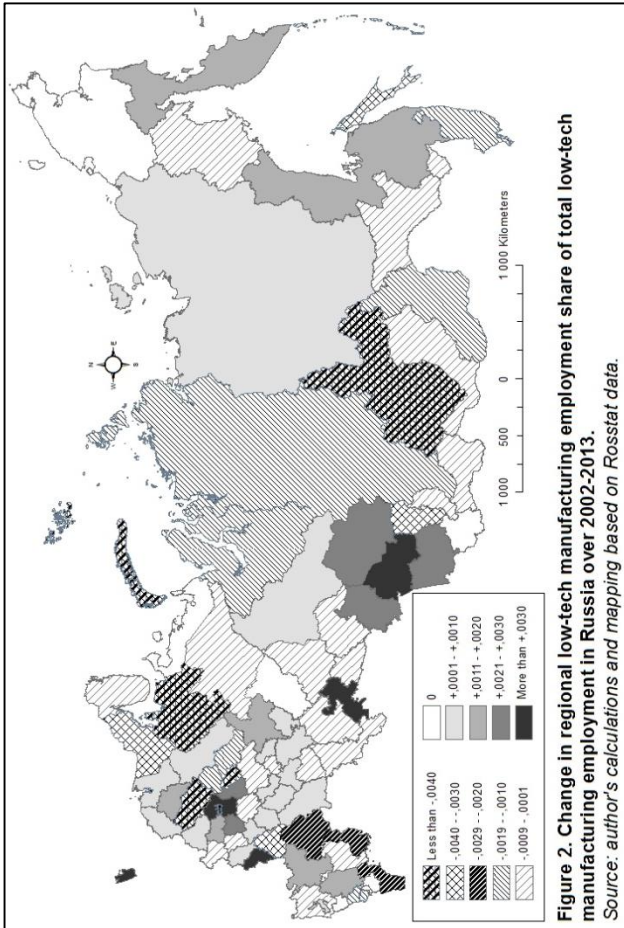 N
W
E
S
1 000
500
0
1 000 Kilometers
Less than -,0040
-,0040 - -,0030
-,0029 - -,0020
-,0019 - -,0010
-,0009 - -,0001
0
+,0001 - +,0010
+,0011 - +,0020
+,0021 - +,0030
More than +,0030
Figure 2. Change in regional low-tech manufacturing employment share of total low-tech
manufacturing employment in Russia over 2002-2013.
Source: author's calculations and mapping based on Rosstat data.